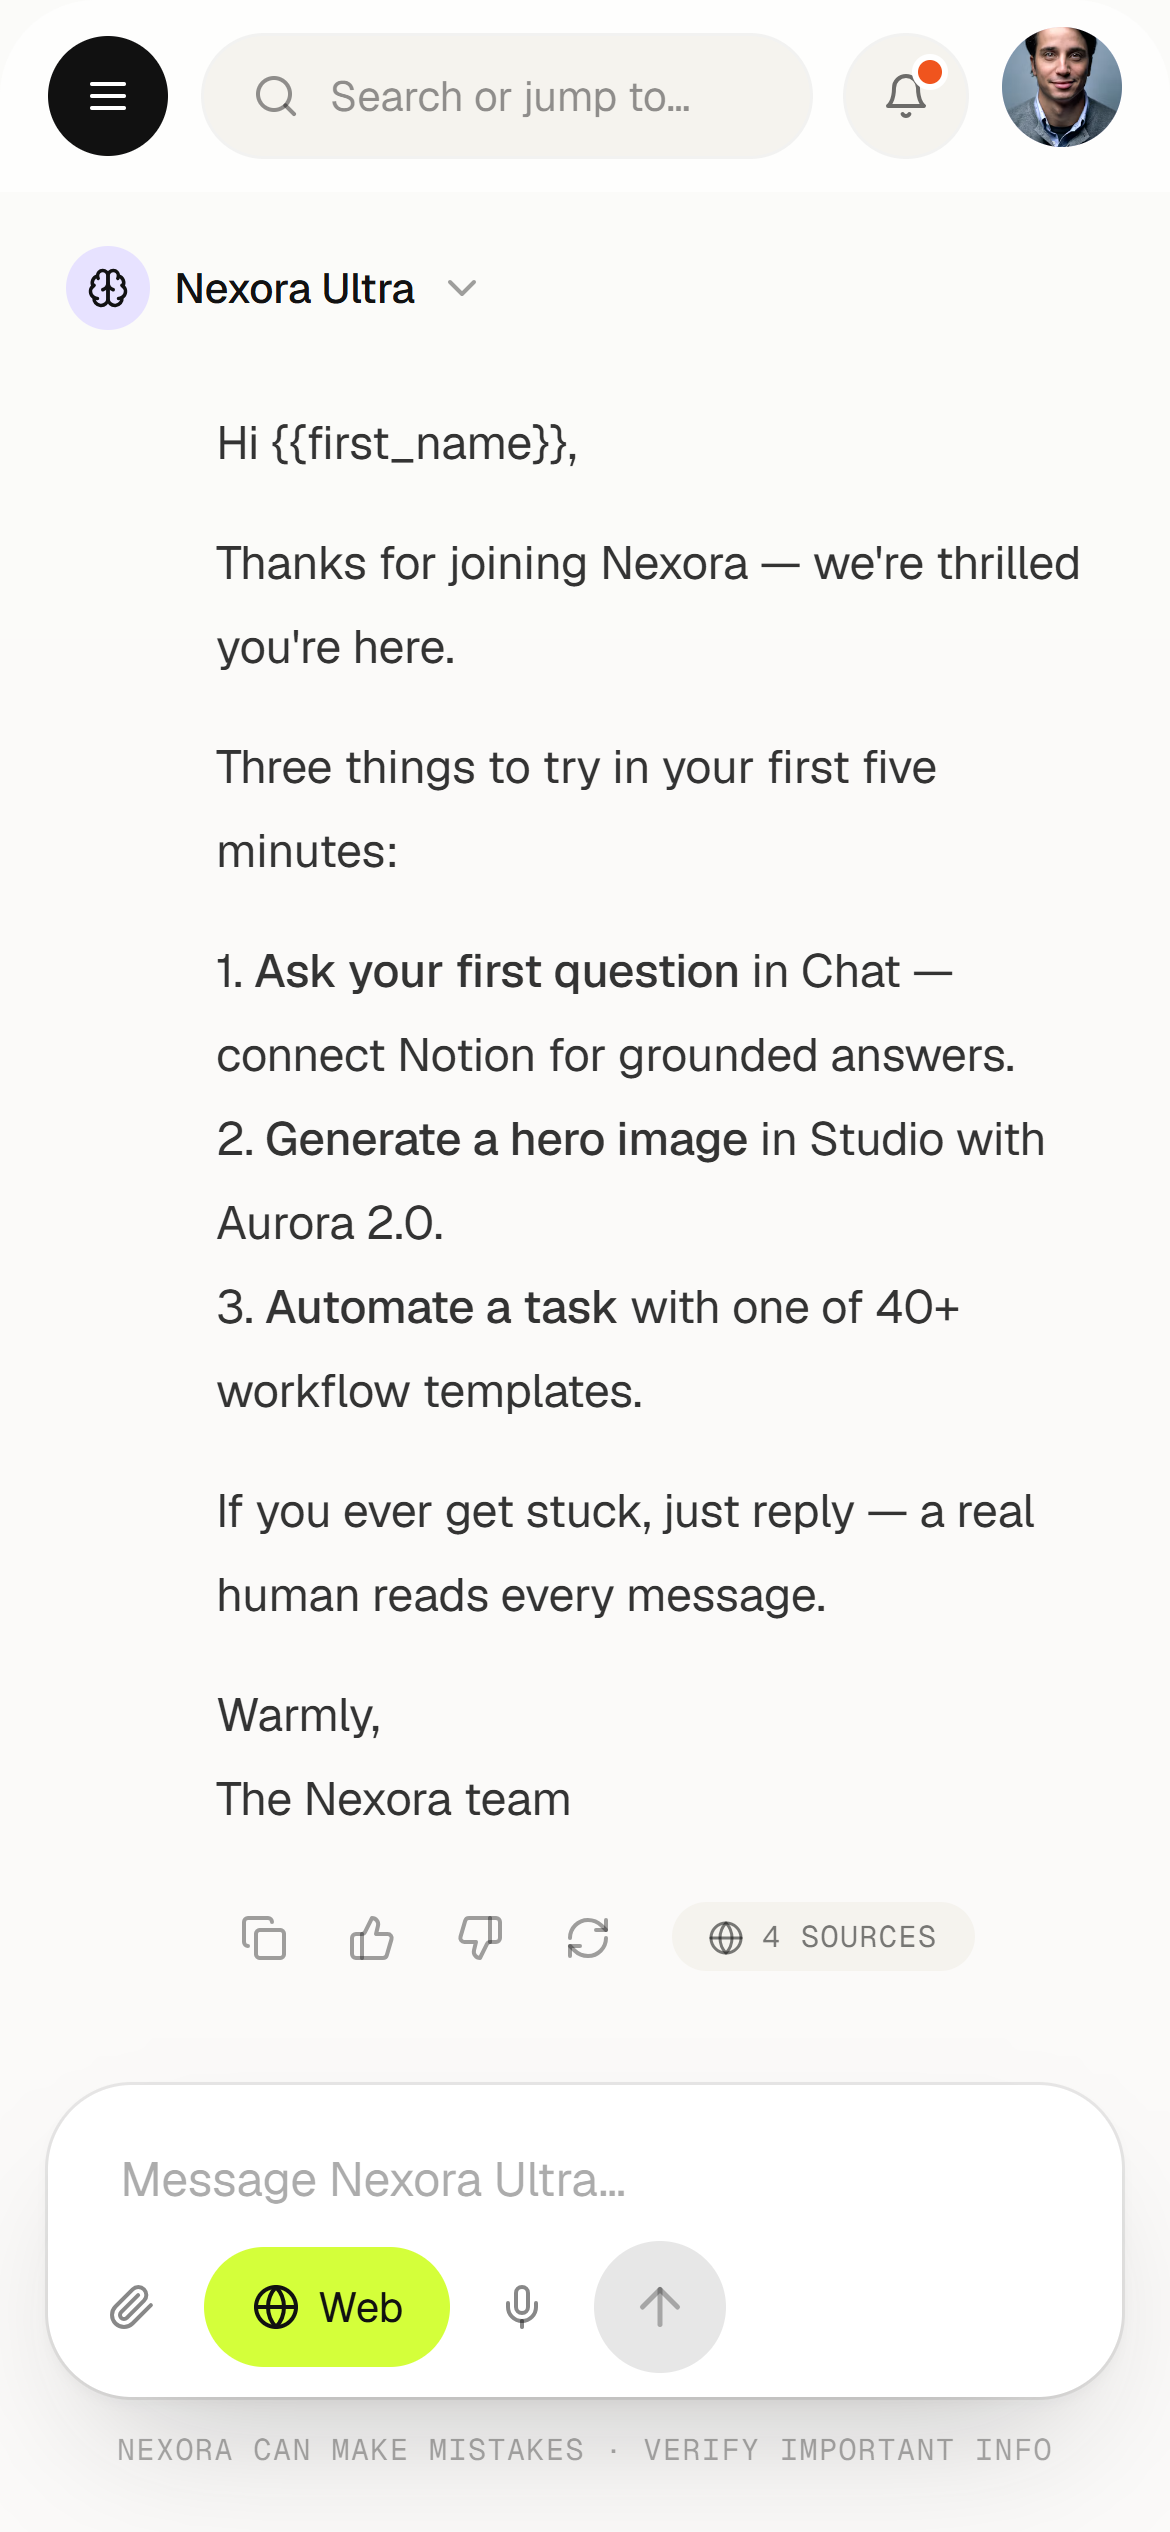 Search or jump to...
Nexora Ultra
Hi {{first_name}},
Thanks for joining Nexora — we're thrilled
you're here.
Three things to try in your first five
minutes:
1. Ask your first question in Chat —
connect Notion for grounded answers.
2. Generate a hero image in Studio with
Aurora 2.0.
3. Automate a task with one of 40+
workflow templates.
If you ever get stuck, just reply — a real
human reads every message.
Warmly,
The Nexora team
4 SOURCES
Message Nexora Ultra...
Web
NEXORA CAN MAKE MISTAKES · VERIFY IMPORTANT INFO